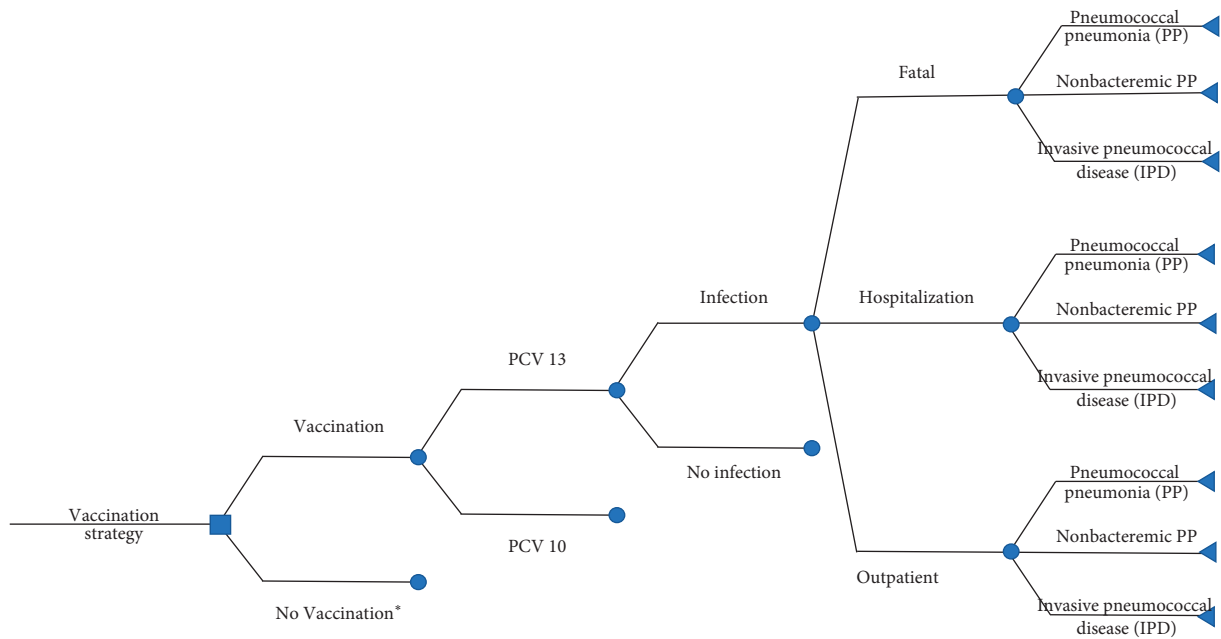 Vaccination
strategy
Vaccination
No Vaccination*
PCV 13
PCV 10
Infection
No infection
Fatal
Hospitalization
Outpatient
Pneumococcal
pneumonia (PP)
Nonbacteremic PP
Invasive pneumococcal
disease (IPD)
Pneumococcal
pneumonia (PP)
Nonbacteremic PP
Invasive pneumococcal
disease (IPD)
Pneumococcal
pneumonia (PP)
Nonbacteremic PP
Invasive pneumococcal
disease (IPD)